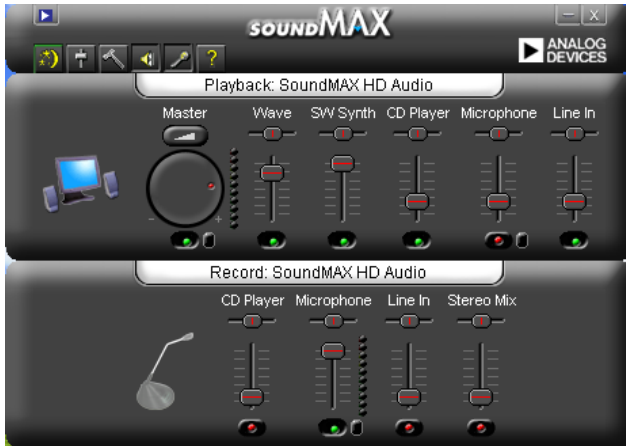 SOUNDMAX
ANALOG
DEVICES
?
Playback: SoundMAX HD Audio
Master Wave SW Synth CD Player Microphone Line In
- +
Record: SoundMAX HD Audio
CD Player Microphone Line In Stereo Mix